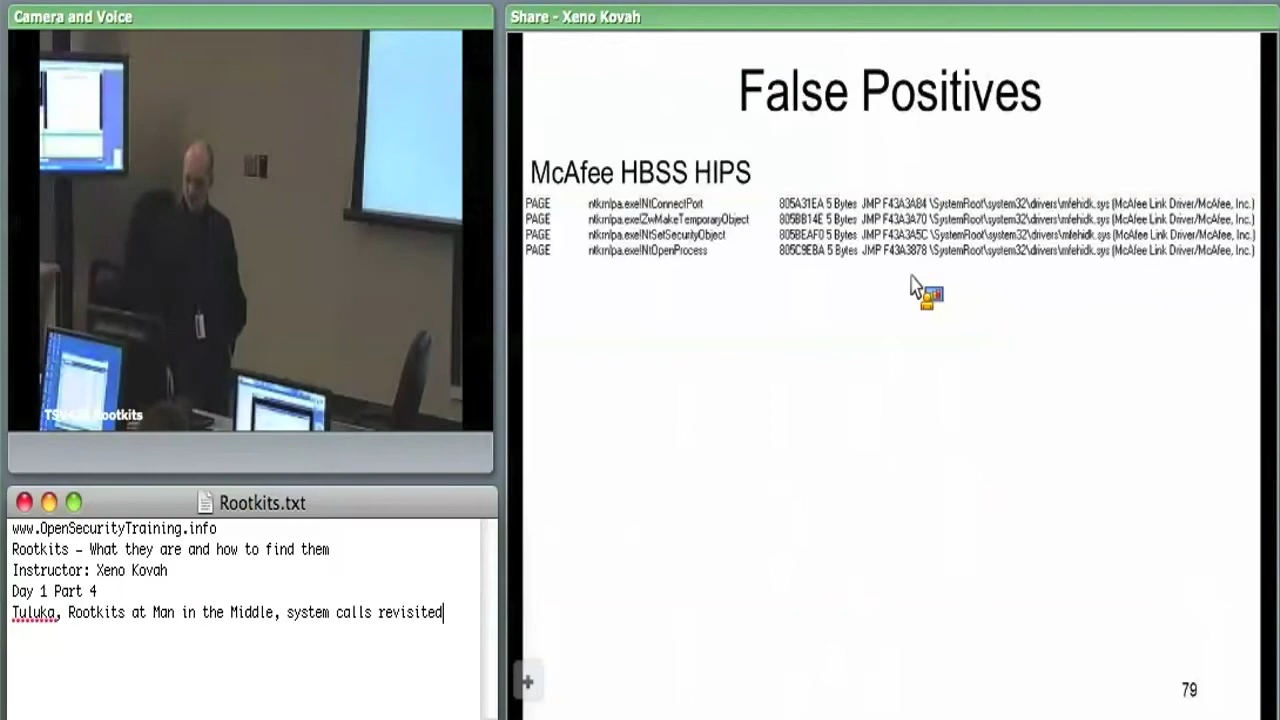 Camera and Voice
TSV Rootkits
Rootkits.txt
www.OpenSecurityTraining.info
Rootkits – What they are and how to find them
Instructor: Xeno Kovah
Day 1 Part 4
Tuluka, Rootkits at Man in the Middle, system calls revisited
Share - Xeno Kovah
False Positives
McAfee HBSS HIPS
PAGE ntkrnlpa.exe!NtConnectPort 805A31EA 5 Bytes JMP F43A3A84 \SystemRoot\system32\drivers\mfehidk.sys (McAfee Link Driver/McAfee, Inc.)
PAGE ntkrnlpa.exe!ZwMakeTemporaryObject 805BB14E 5 Bytes JMP F43A3A70 \SystemRoot\system32\drivers\mfehidk.sys (McAfee Link Driver/McAfee, Inc.)
PAGE ntkrnlpa.exe!NtSetSecurityObject 805BEAF0 5 Bytes JMP F43A3A5C \SystemRoot\system32\drivers\mfehidk.sys (McAfee Link Driver/McAfee, Inc.)
PAGE ntkrnlpa.exe!NtOpenProcess 805C9EBA 5 Bytes JMP F43A3878 \SystemRoot\system32\drivers\mfehidk.sys (McAfee Link Driver/McAfee, Inc.)
79